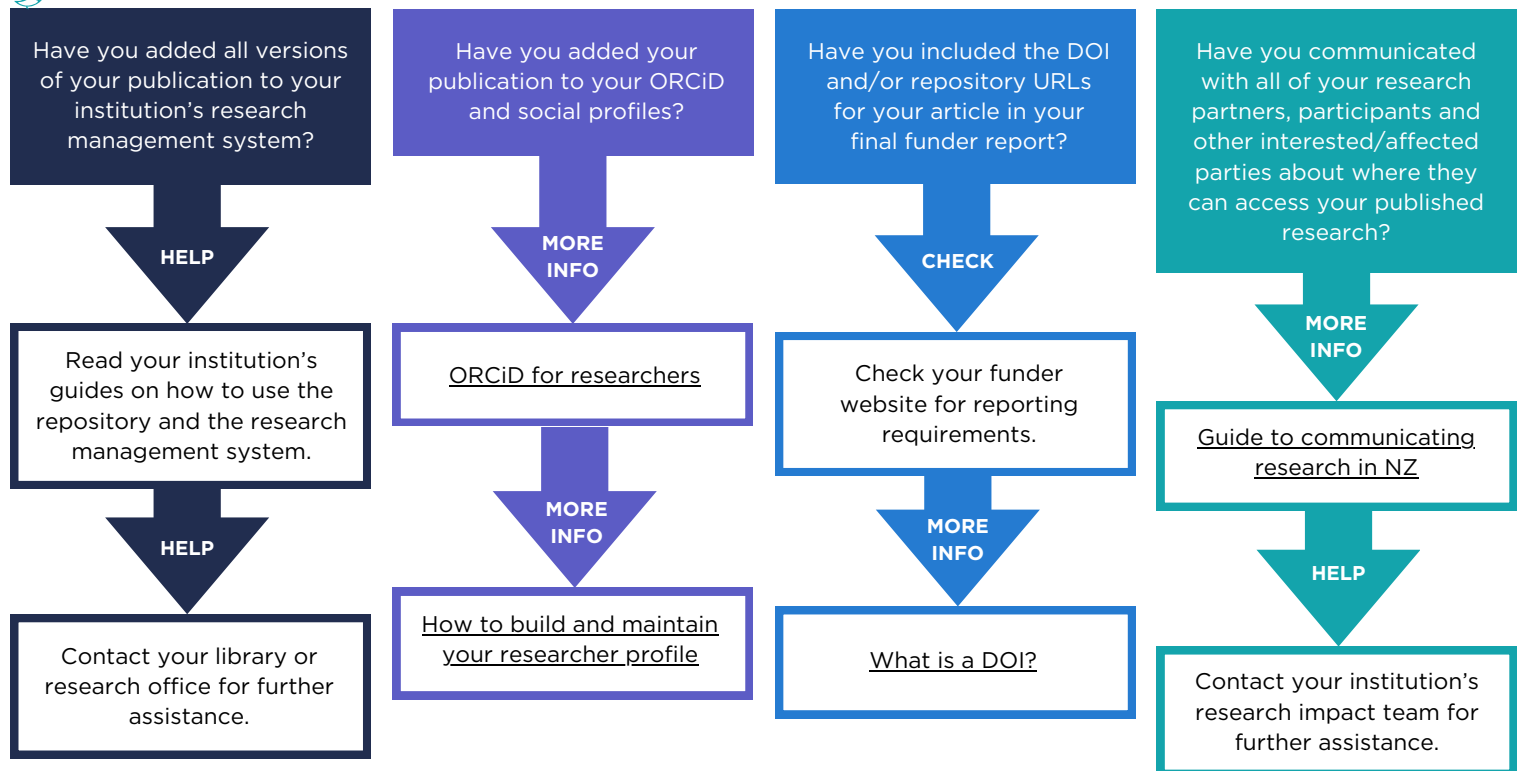 Have you added all versions
of your publication to your
institution's research
management system?
HELP
Read your institution's
guides on how to use the
repository and the research
management system.
HELP
Contact your library or
research office for further
assistance.
Have you added your
publication to your ORCiD
and social profiles?
MORE
INFO
ORCiD for researchers
MORE
INFO
How to build and maintain
your researcher profile
Have you included the DOI
and/or repository URLs
for your article in your
final funder report?
CHECK
Check your funder
website for reporting
requirements.
MORE
INFO
What is a DOI?
Have you communicated
with all of your research
partners, participants and
other interested/affected
parties about where they
can access your published
research?
MORE
INFO
Guide to communicating
research in NZ
HELP
Contact your institution's
research impact team for
further assistance.